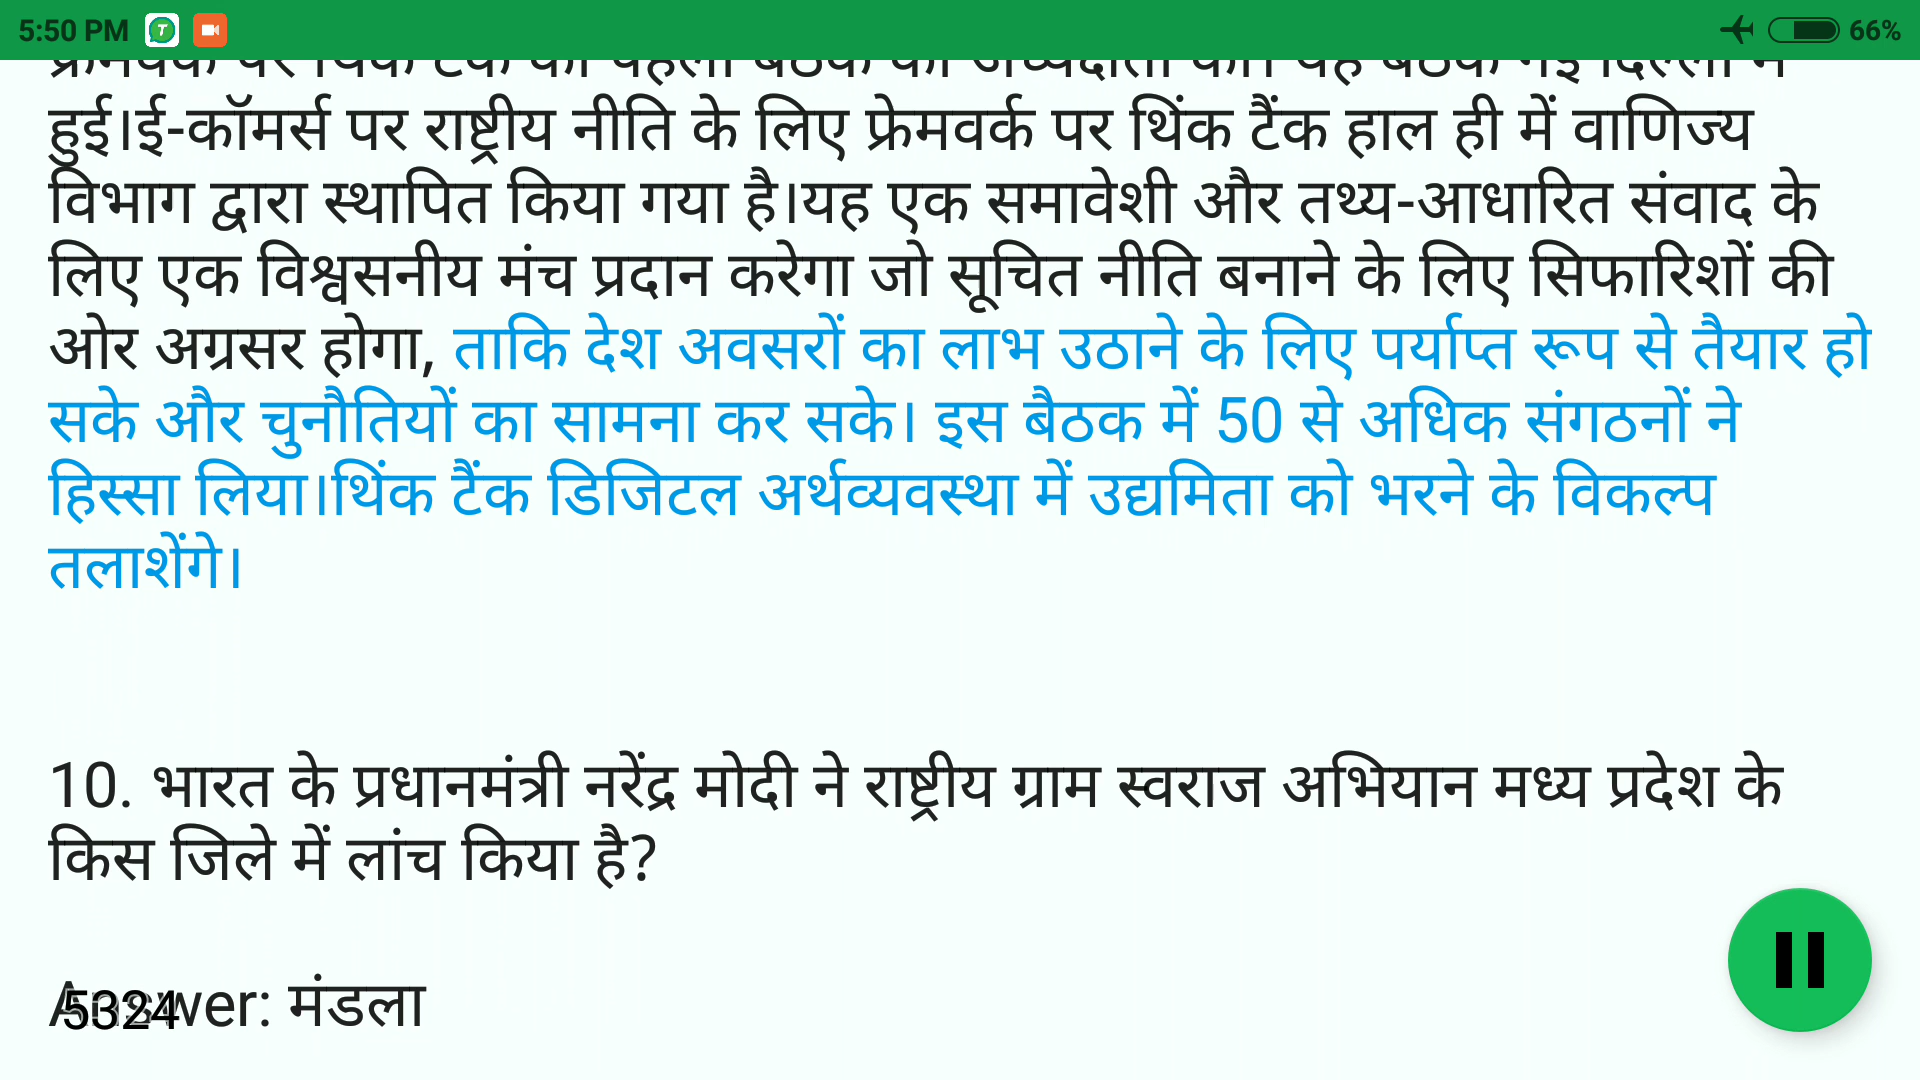 5:50 PM 66%
हुई।ई-कॉमर्स पर राष्ट्रीय नीति के लिए फ्रेमवर्क पर थिंक टैंक हाल ही में वाणिज्य
विभाग द्वारा स्थापित किया गया है।यह एक समावेशी और तथ्य-आधारित संवाद के
लिए एक विश्वसनीय मंच प्रदान करेगा जो सूचित नीति बनाने के लिए सिफारिशों की
ओर अग्रसर होगा, ताकि देश अवसरों का लाभ उठाने के लिए पर्याप्त रूप से तैयार हो
सके और चुनौतियों का सामना कर सके। इस बैठक में 50 से अधिक संगठनों ने
हिस्सा लिया।थिंक टैंक डिजिटल अर्थव्यवस्था में उद्यमिता को भरने के विकल्प
तलाशेंगे।
10. भारत के प्रधानमंत्री नरेंद्र मोदी ने राष्ट्रीय ग्राम स्वराज अभियान मध्य प्रदेश के
किस जिले में लांच किया है?
Answer: मंडला
5324